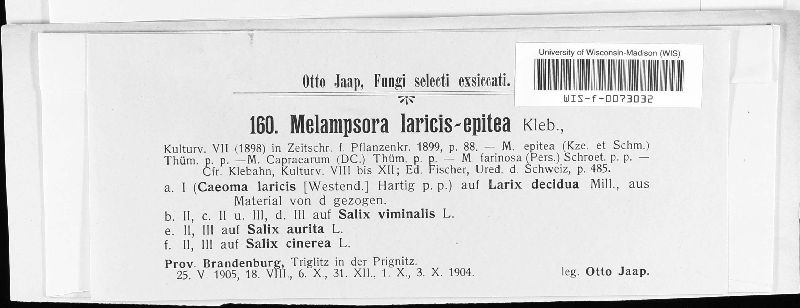 University of Wisconsin-Madison (WIS)
WIS-f-0073032
Otto Jaap, Fungi selecti exsiccati.
160. Melampsora laricis-epitea Kleb.,
Kulturv. VII (1898) in Zeitschr. f. Pflanzenkr. 1899, p. 88. — M. epitea (Kze. et Schm.)
Thüm. p. p. —M. Capraearum (DC.) Thüm. p. p. — M farinosa (Pers.) Schroet. p. p. —
Cfr. Klebahn, Kulturv. VIII bis XII; Ed. Fischer, Ured. d. Schweiz, p. 485.
a. I (Caeoma laricis [Westend.] Hartig p. p.) auf Larix decidua Mill., aus
Material von d gezogen.
b. II, c. II u. III, d. III auf Salix viminalis L.
e. II, III auf Salix aurita L.
f. II, III auf Salix cinerea L.
Prov. Brandenburg, Triglitz in der Prignitz.
25. V 1905, 18. VIII., 6. X., 31. XII., 1. X., 3. X. 1904.
leg. Otto Jaap.